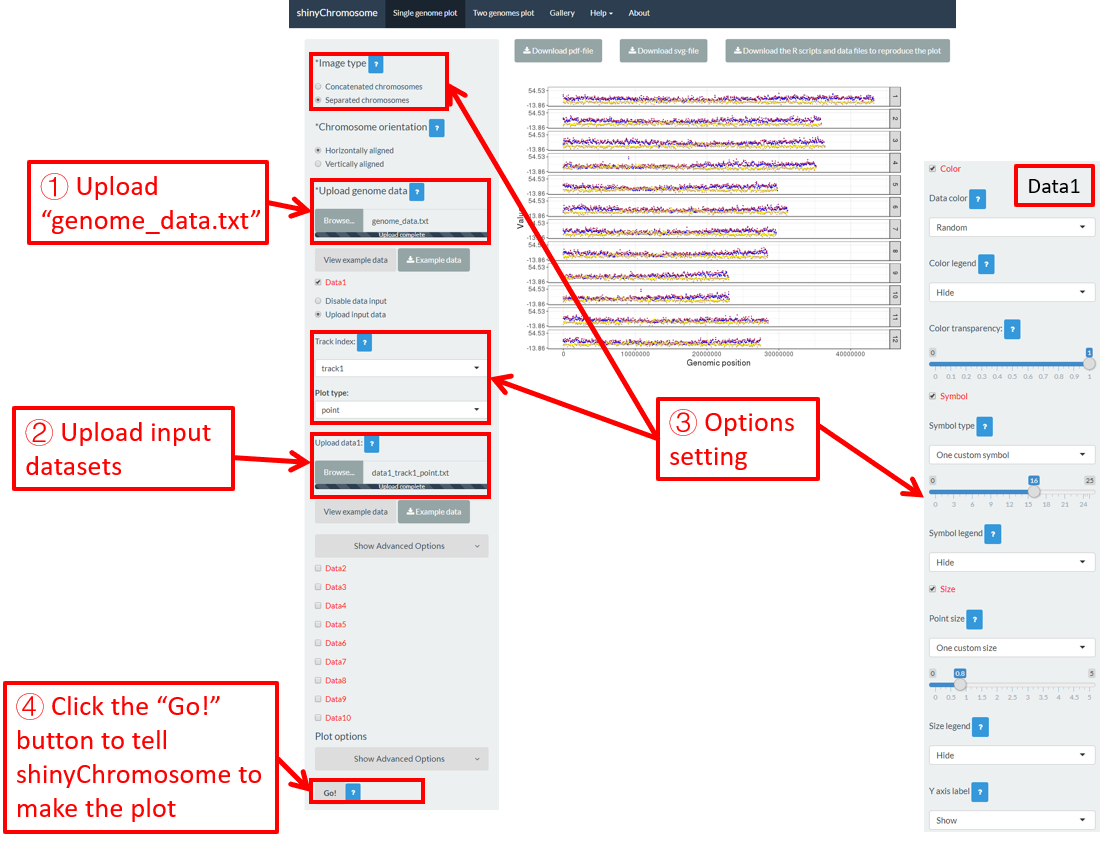 shinyChromosome Single genome plot Two genomes plot Gallery Help About
Download pdf-file Download svg-file Download the R scripts and data files to reproduce the plot
*Image type ?
Concatenated chromosomes
Separated chromosomes
*Chromosome orientation ?
Horizontally aligned
Vertically aligned
① Upload
“genome_data.txt”
*Upload genome data ?
Browse... genome_data.txt
Upload complete
View example data Example data
Data1
Disable data input
Upload input data
Track index: ?
track1
Plot type:
point
② Upload input
datasets
Upload data1: ?
Browse... data1_track1_point.txt
Upload complete
View example data Example data
Show Advanced Options
Data2
Data3
Data4
Data5
Data6
Data7
Data8
Data9
Data10
Plot options
Show Advanced Options
Go! ?
④ Click the “Go!”
button to tell
shinyChromosome to
make the plot
Value
54.53
-13.86
1
54.53
-13.86
2
54.53
-13.86
3
54.53
-13.86
4
54.53
-13.86
5
54.53
-13.86
6
54.53
-13.86
7
54.53
-13.86
8
54.53
-13.86
9
54.53
-13.86
10
54.53
-13.86
11
54.53
-13.86
12
0 10000000 20000000 30000000 40000000
Genomic position
③ Options
setting
Data1
Color
Data color ?
Random
Color legend ?
Hide
Color transparency: ?
0 1
0 0.1 0.2 0.3 0.4 0.5 0.6 0.7 0.8 0.9 1
Symbol
Symbol type ?
One custom symbol
0 16 25
0 3 6 9 12 15 18 21 24
Symbol legend ?
Hide
Size
Point size ?
One custom size
0 0.8 5
0 0.5 1 1.5 2 2.5 3 3.5 4 4.5 5
Size legend ?
Hide
Y axis label ?
Show